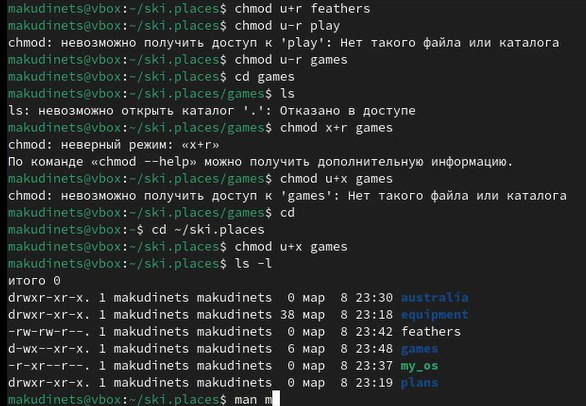 makudinets@vbox:~/ski.places$ chmod u+r feathers
makudinets@vbox:~/ski.places$ chmod u-r play
chmod: невозможно получить доступ к 'play': Нет такого файла или каталога
makudinets@vbox:~/ski.places$ chmod u-r games
makudinets@vbox:~/ski.places$ cd games
makudinets@vbox:~/ski.places/games$ ls
ls: невозможно открыть каталог '.': Отказано в доступе
makudinets@vbox:~/ski.places/games$ chmod x+r games
chmod: неверный режим: «x+r»
По команде «chmod --help» можно получить дополнительную информацию.
makudinets@vbox:~/ski.places/games$ chmod u+x games
chmod: невозможно получить доступ к 'games': Нет такого файла или каталога
makudinets@vbox:~/ski.places/games$ cd
makudinets@vbox:~$ cd ~/ski.places
makudinets@vbox:~/ski.places$ chmod u+x games
makudinets@vbox:~/ski.places$ ls -l
итого 0
drwxr-xr-x. 1 makudinets makudinets  0 мар  8 23:30 australia
drwxr-xr-x. 1 makudinets makudinets 38 мар  8 23:18 equipment
-rw-rw-r--. 1 makudinets makudinets  0 мар  8 23:42 feathers
d-wx--xr-x. 1 makudinets makudinets  6 мар  8 23:48 games
-r-xr--r--. 1 makudinets makudinets  0 мар  8 23:37 my_os
drwxr-xr-x. 1 makudinets makudinets  0 мар  8 23:19 plans
makudinets@vbox:~/ski.places$ man m